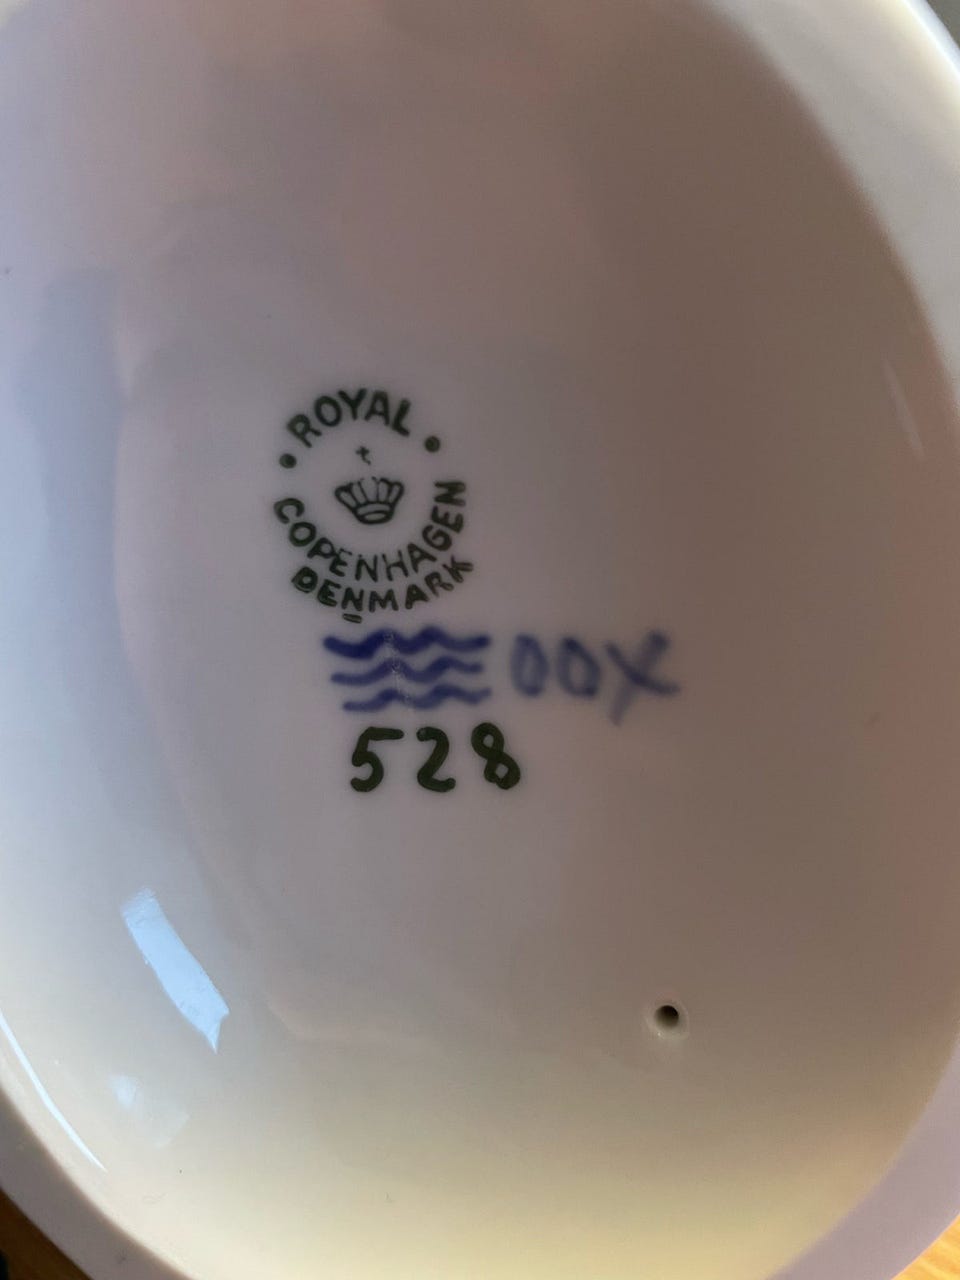 ROYAL
COPENHAGEN
DENMARK
00X
528